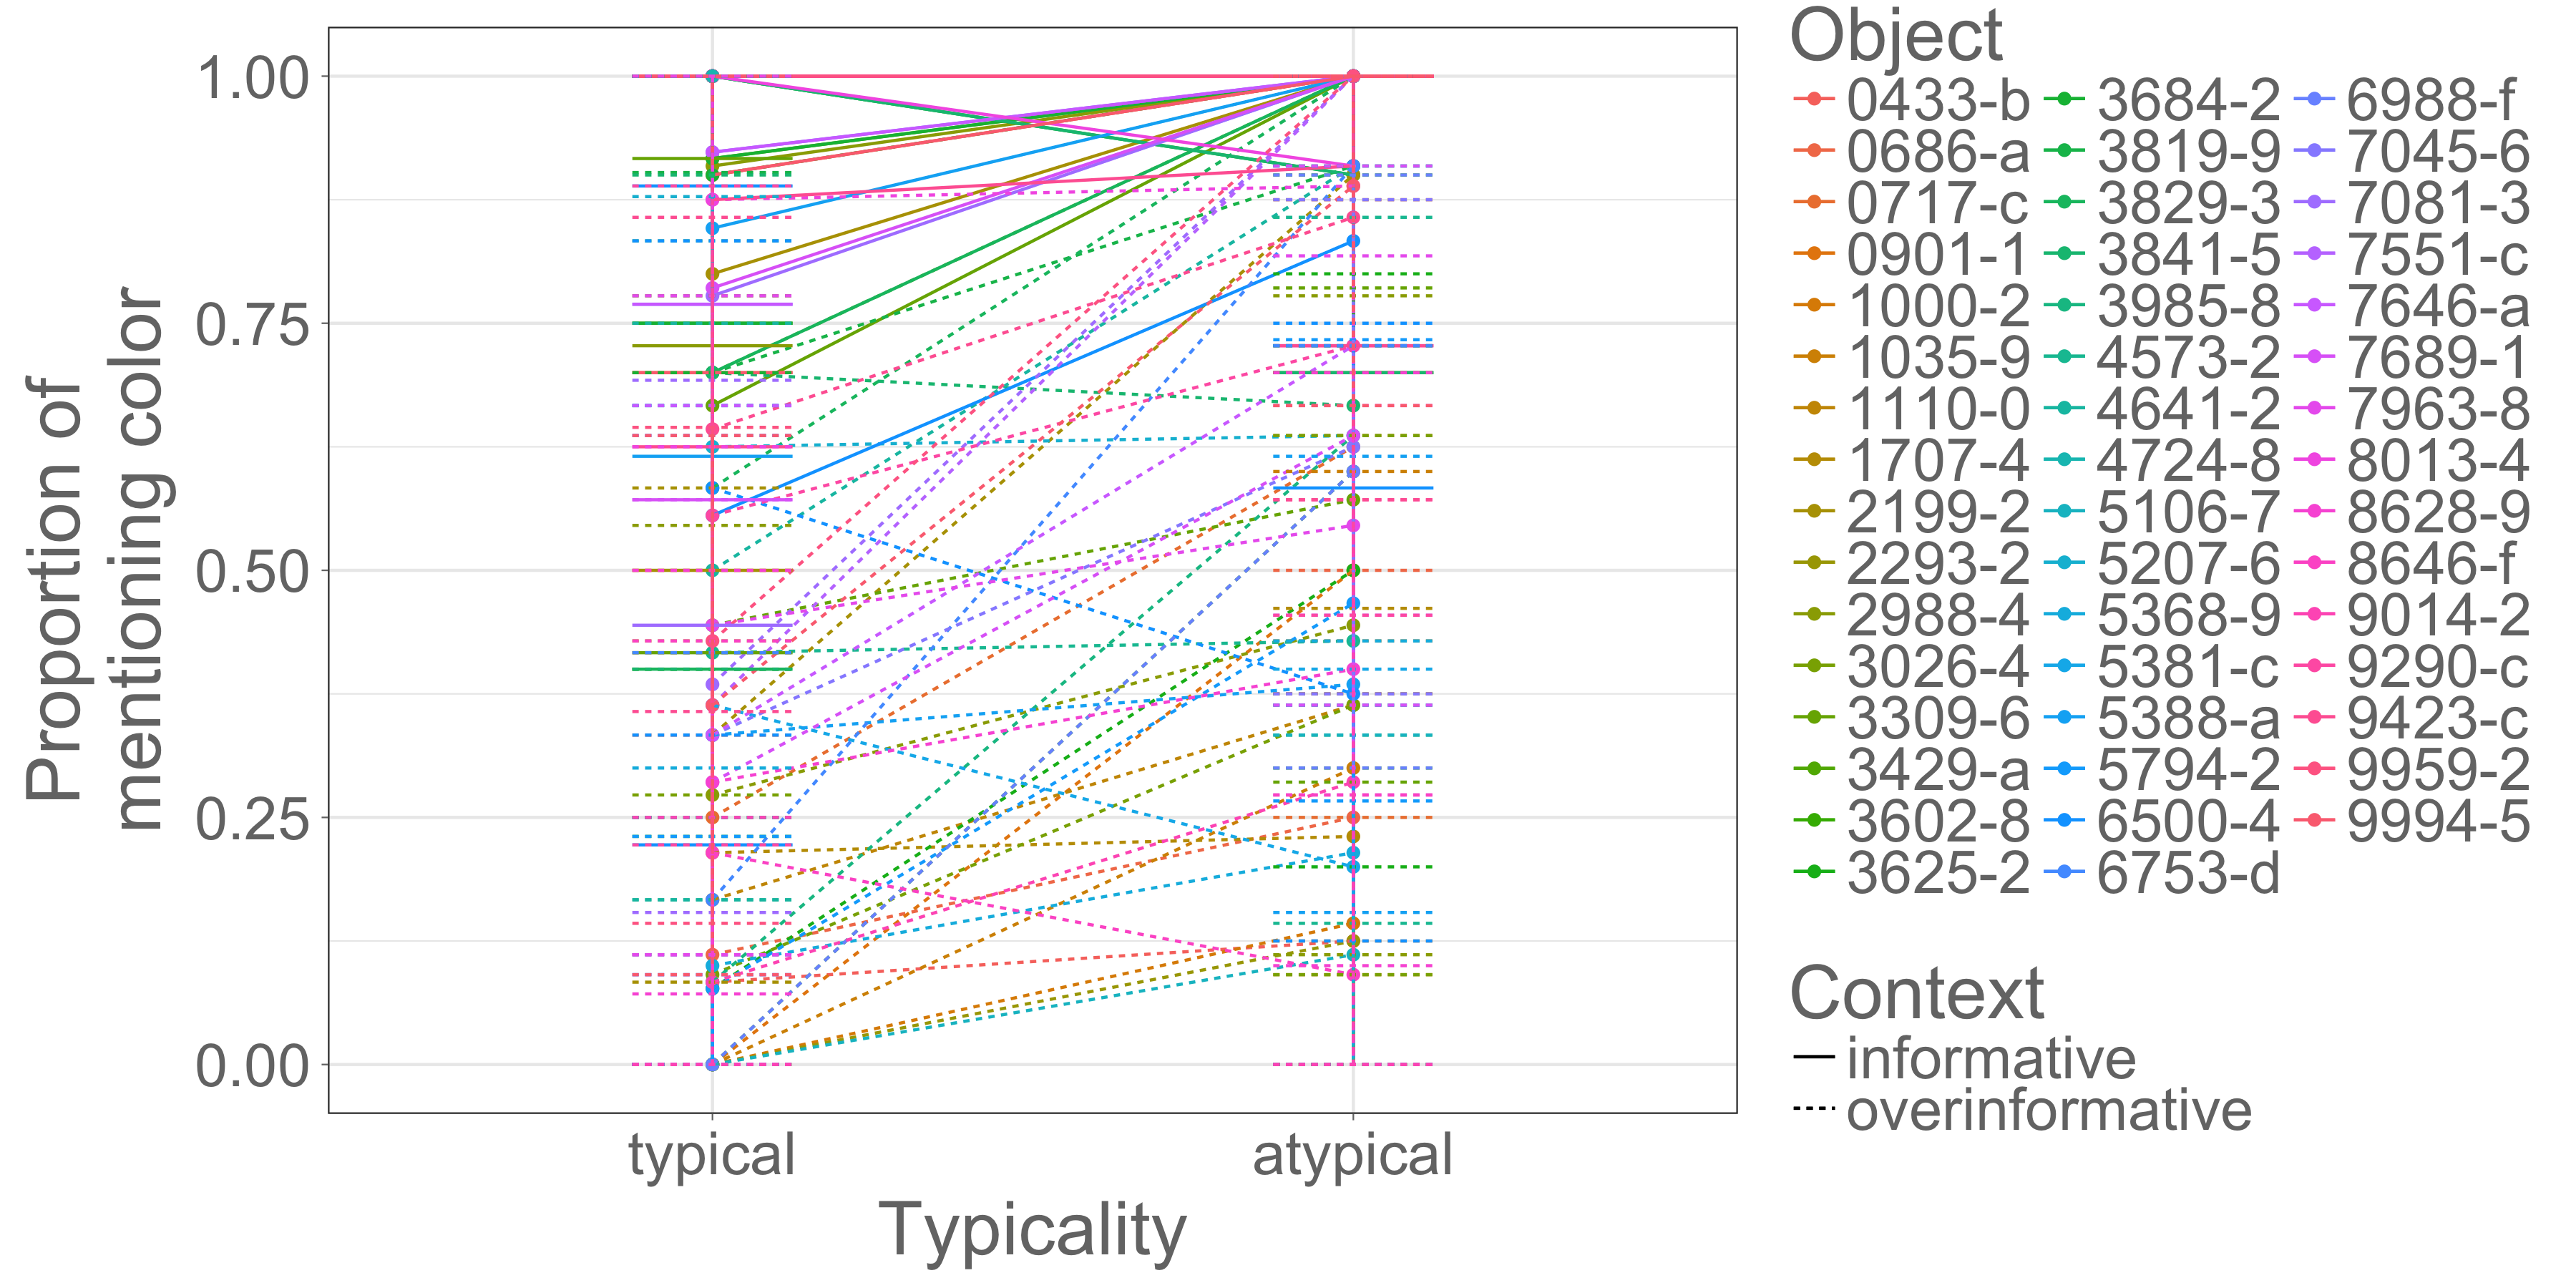 Proportion of
mentioning color
1.00
0.75
0.50
0.25
0.00
typical
atypical
Typicality
Object
0433-b 3684-2 6988-f
0686-a 3819-9 7045-6
0717-c 3829-3 7081-3
0901-1 3841-5 7551-c
1000-2 3985-8 7646-a
1035-9 4573-2 7689-1
1110-0 4641-2 7963-8
1707-4 4724-8 8013-4
2199-2 5106-7 8628-9
2293-2 5207-6 8646-f
2988-4 5368-9 9014-2
3026-4 5381-c 9290-c
3309-6 5388-a 9423-c
3429-a 5794-2 9959-2
3602-8 6500-4 9994-5
3625-2 6753-d
Context
informative
overinformative